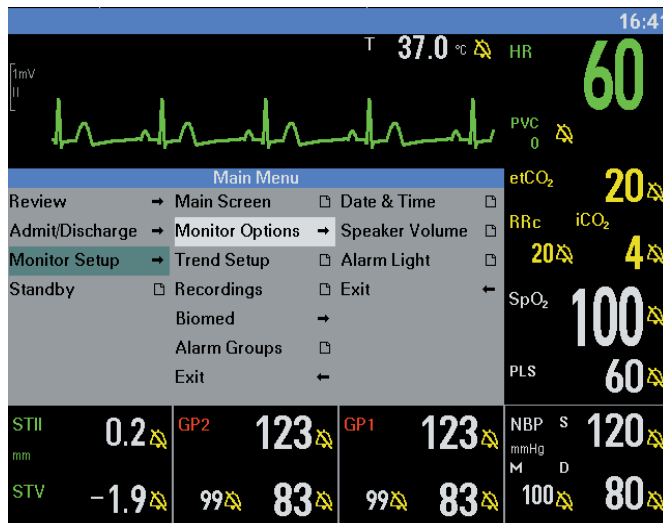 16:41
T 37.0 °C HR 60
1mV
II
PVC
0
Main Menu
etCO₂ 20
Review Main Screen Date & Time
Admit/Discharge Monitor Options Speaker Volume
RRc iCO₂
20 4
Monitor Setup Trend Setup Alarm Light
Standby Recordings Exit
Biomed
Alarm Groups
Exit
SpO₂ 100
PLS 60
STII 0.2
mm
GP2 123
GP1 123
NBP S 120
mmHg
M D
STV -1.9
99 83
99 83
100 80